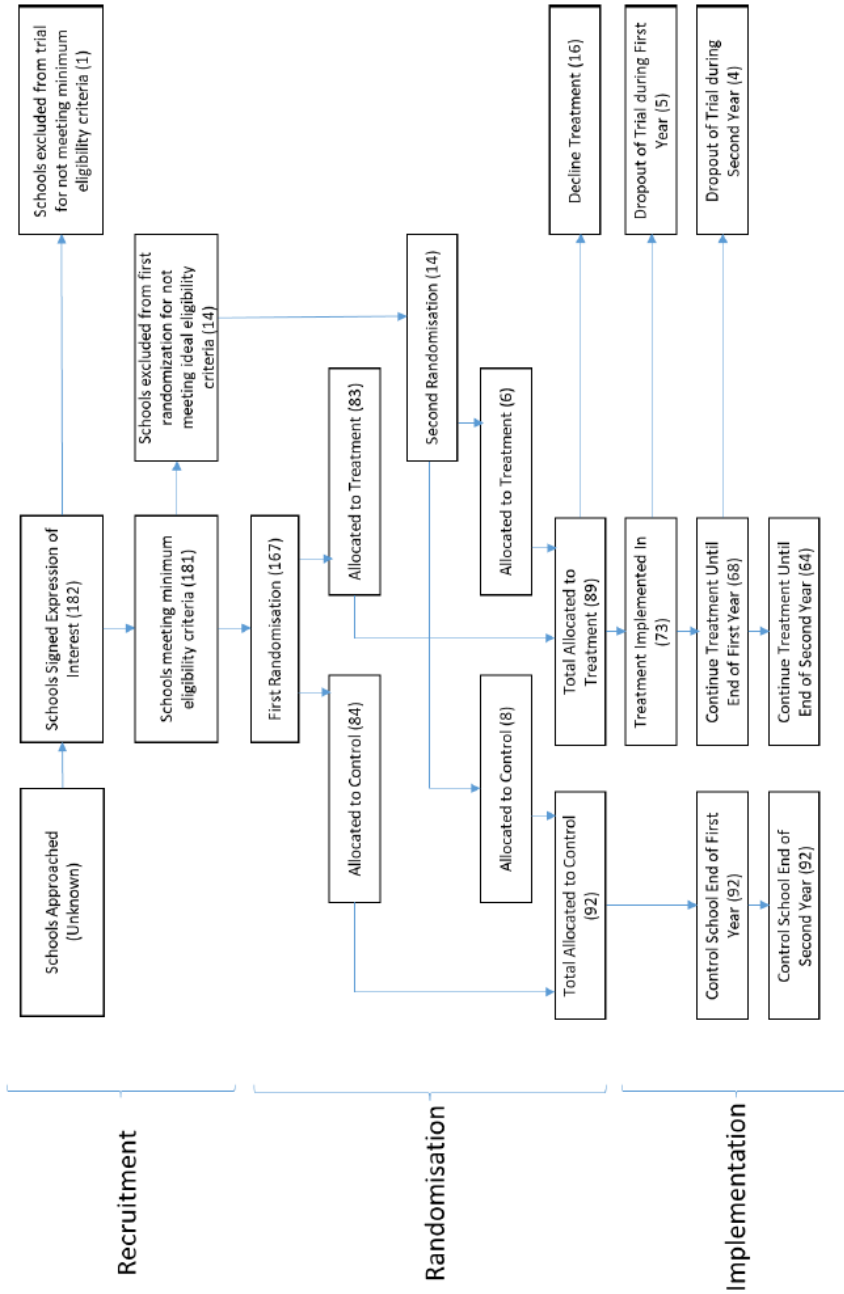 Recruitment
Schools Approached
(Unknown)
Schools Signed Expression of
Interest (182)
Schools excluded from trial
for not meeting minimum
eligibility criteria (1)
Schools meeting minimum
eligibility criteria (181)
Schools excluded from first
randomization for not
meeting ideal eligibility
criteria (14)
Randomisation
First Randomisation (167)
Allocated to Control (84)
Allocated to Treatment (83)
Second Randomisation (14)
Allocated to Control (8)
Allocated to Treatment (6)
Total Allocated to Control
(92)
Total Allocated to
Treatment (89)
Decline Treatment (16)
Implementation
Treatment Implemented In
(73)
Dropout of Trial during First
Year (5)
Control School End of First
Year (92)
Continue Treatment Until
End of First Year (68)
Dropout of Trial during
Second Year (4)
Control School End of
Second Year (92)
Continue Treatment Until
End of Second Year (64)